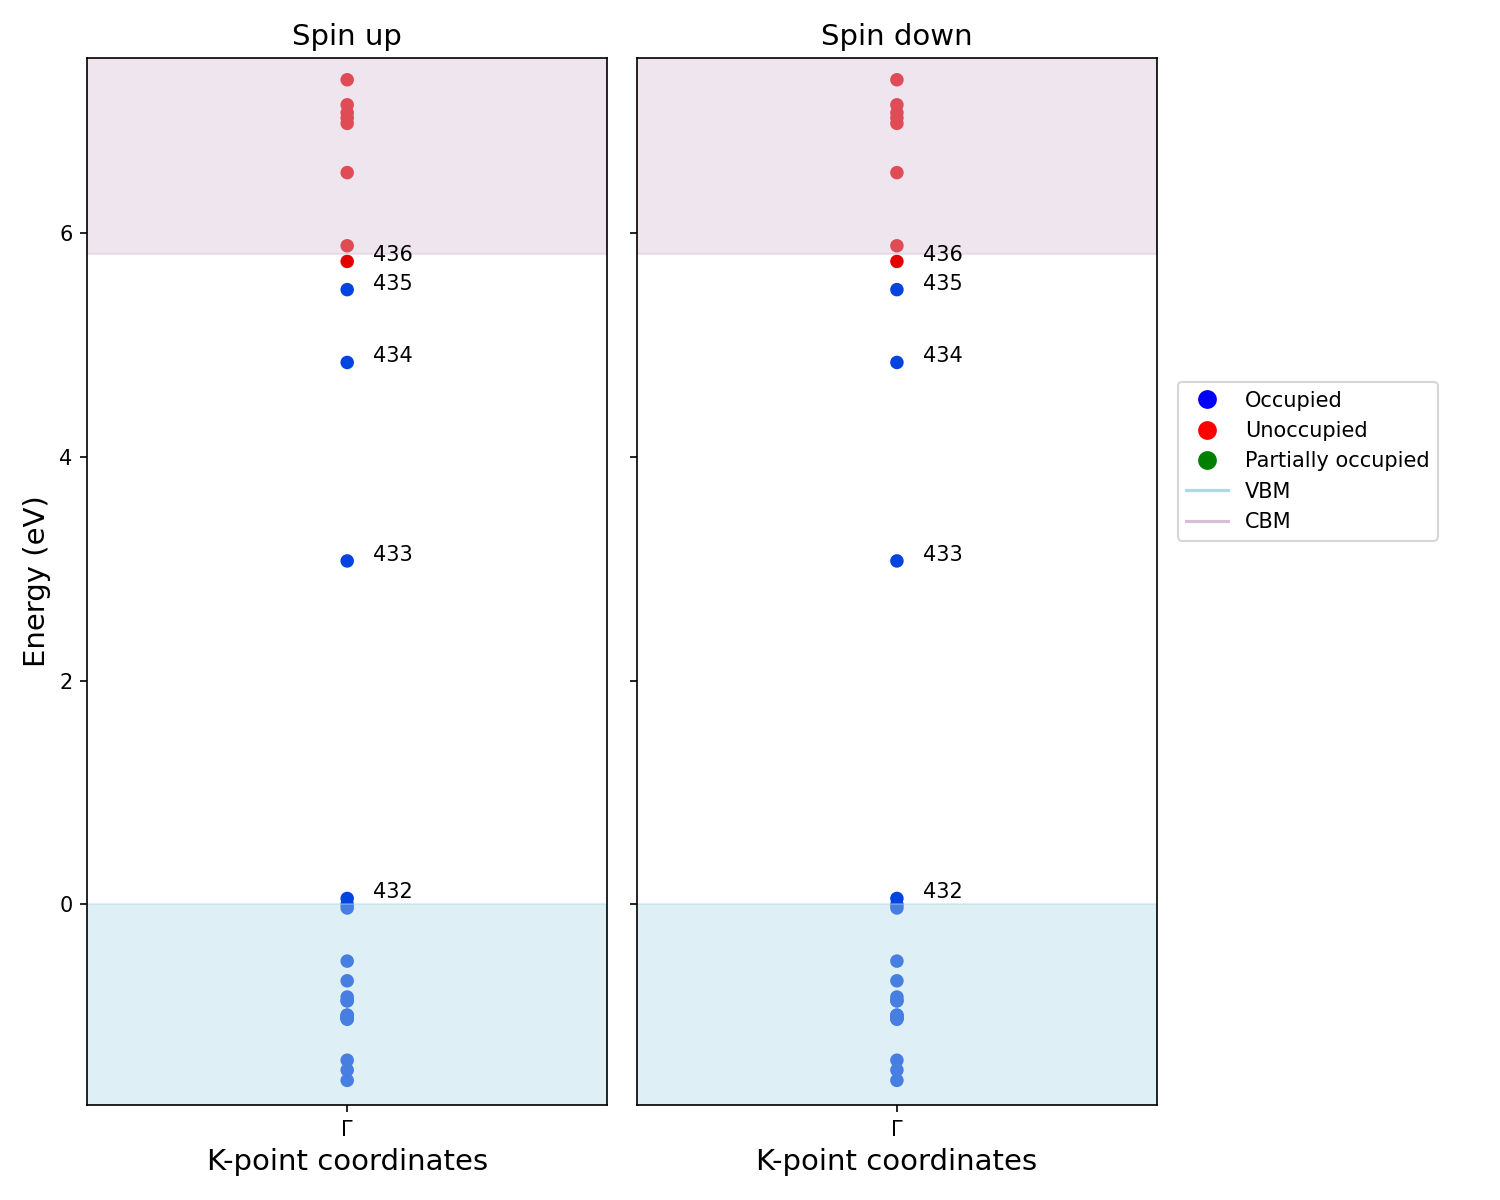 Spin up
Spin down
Energy (eV)
6
4
2
0
436
435
434
433
432
436
435
434
433
432
Γ
Γ
K-point coordinates
K-point coordinates
Occupied
Unoccupied
Partially occupied
VBM
CBM